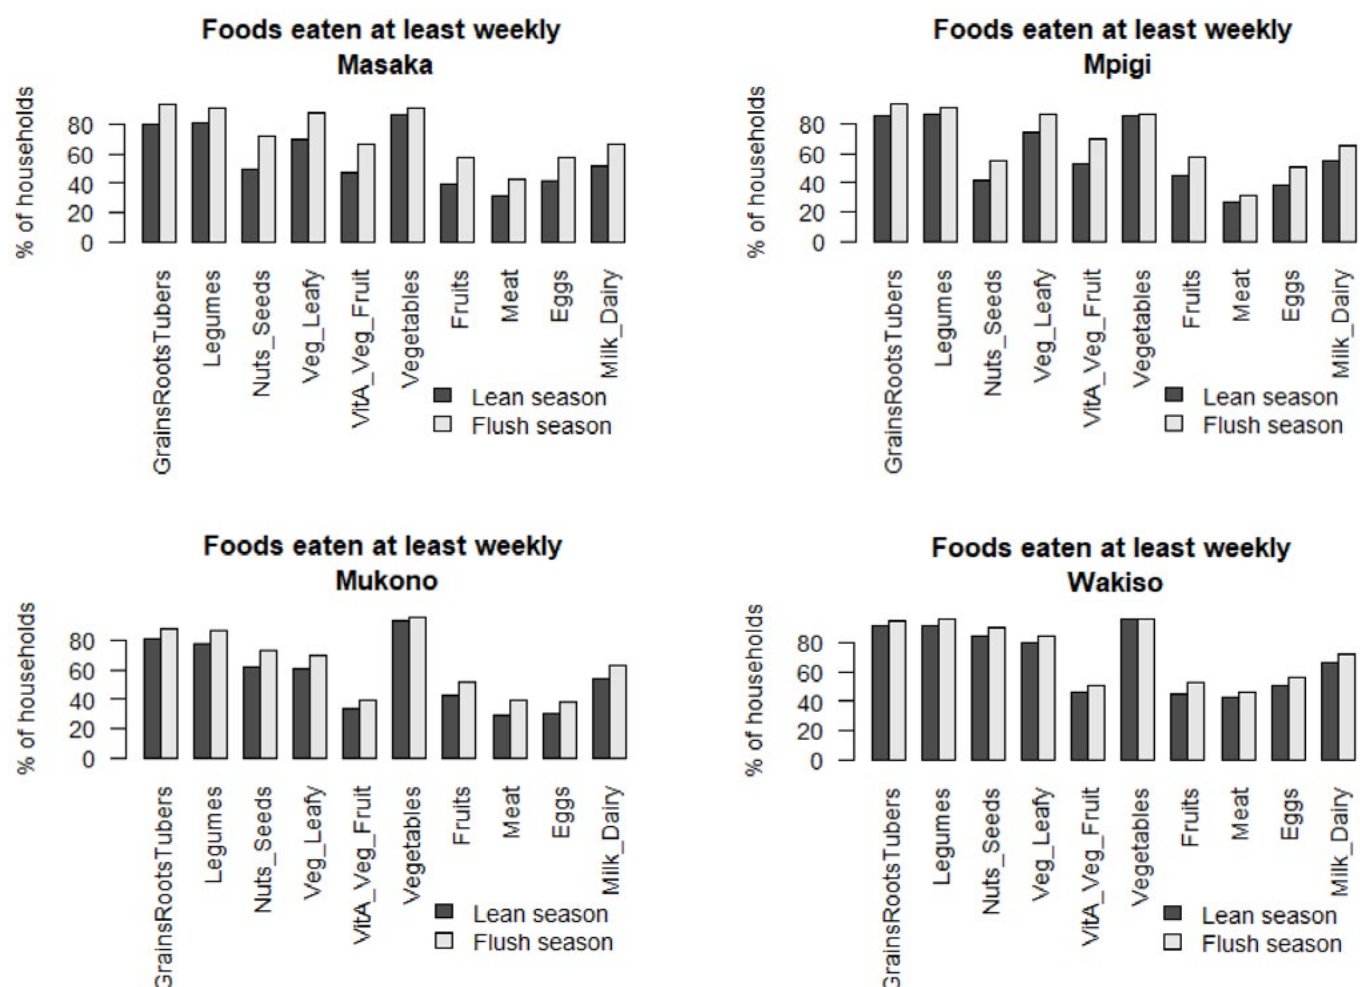 Foods eaten at least weekly
Masaka
% of households
80
60
40
20
0
GrainsRootsTubers
Legumes
Nuts_Seeds
Veg_Leafy
VitA_Veg_Fruit
Vegetables
Fruits
Meat
Eggs
Milk_Dairy
Lean season
Flush season
Foods eaten at least weekly
Mpigi
% of households
80
60
40
20
0
GrainsRootsTubers
Legumes
Nuts_Seeds
Veg_Leafy
VitA_Veg_Fruit
Vegetables
Fruits
Meat
Eggs
Milk_Dairy
Lean season
Flush season
Foods eaten at least weekly
Mukono
% of households
80
60
40
20
0
GrainsRootsTubers
Legumes
Nuts_Seeds
Veg_Leafy
VitA_Veg_Fruit
Vegetables
Fruits
Meat
Eggs
Milk_Dairy
Lean season
Flush season
Foods eaten at least weekly
Wakiso
% of households
80
60
40
20
0
GrainsRootsTubers
Legumes
Nuts_Seeds
Veg_Leafy
VitA_Veg_Fruit
Vegetables
Fruits
Meat
Eggs
Milk_Dairy
Lean season
Flush season